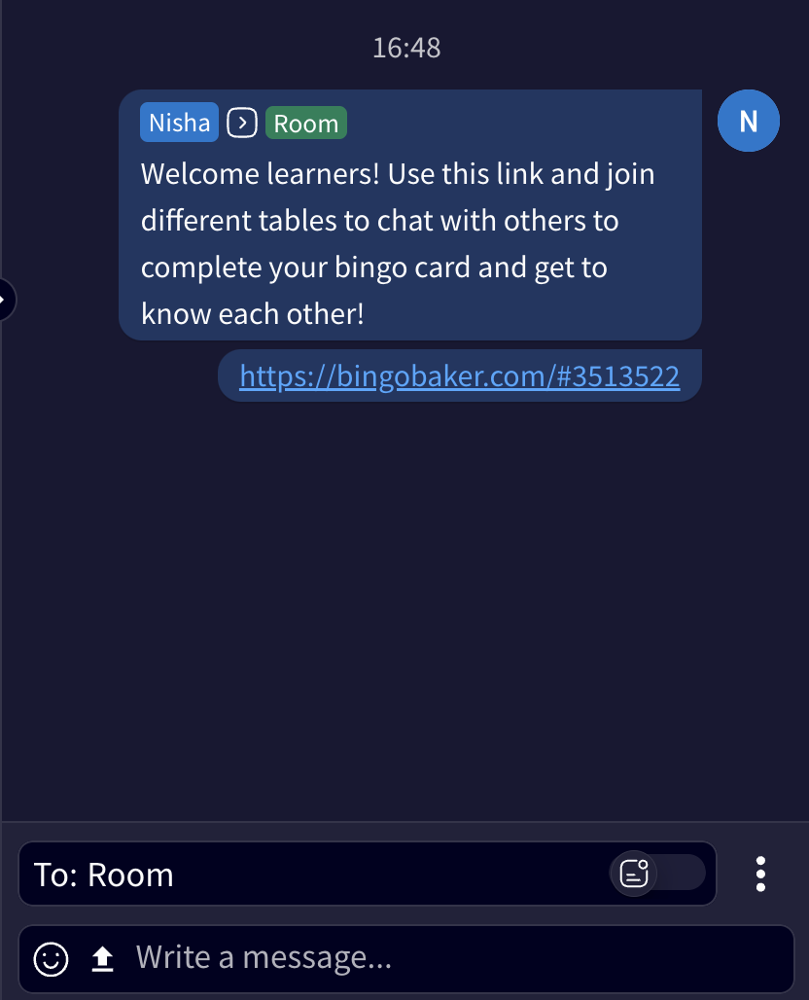 16:48
Nisha Room
N
Welcome learners! Use this link and join
different tables to chat with others to
complete your bingo card and get to
know each other!
https://bingobaker.com/#3513522
To: Room
Write a message...